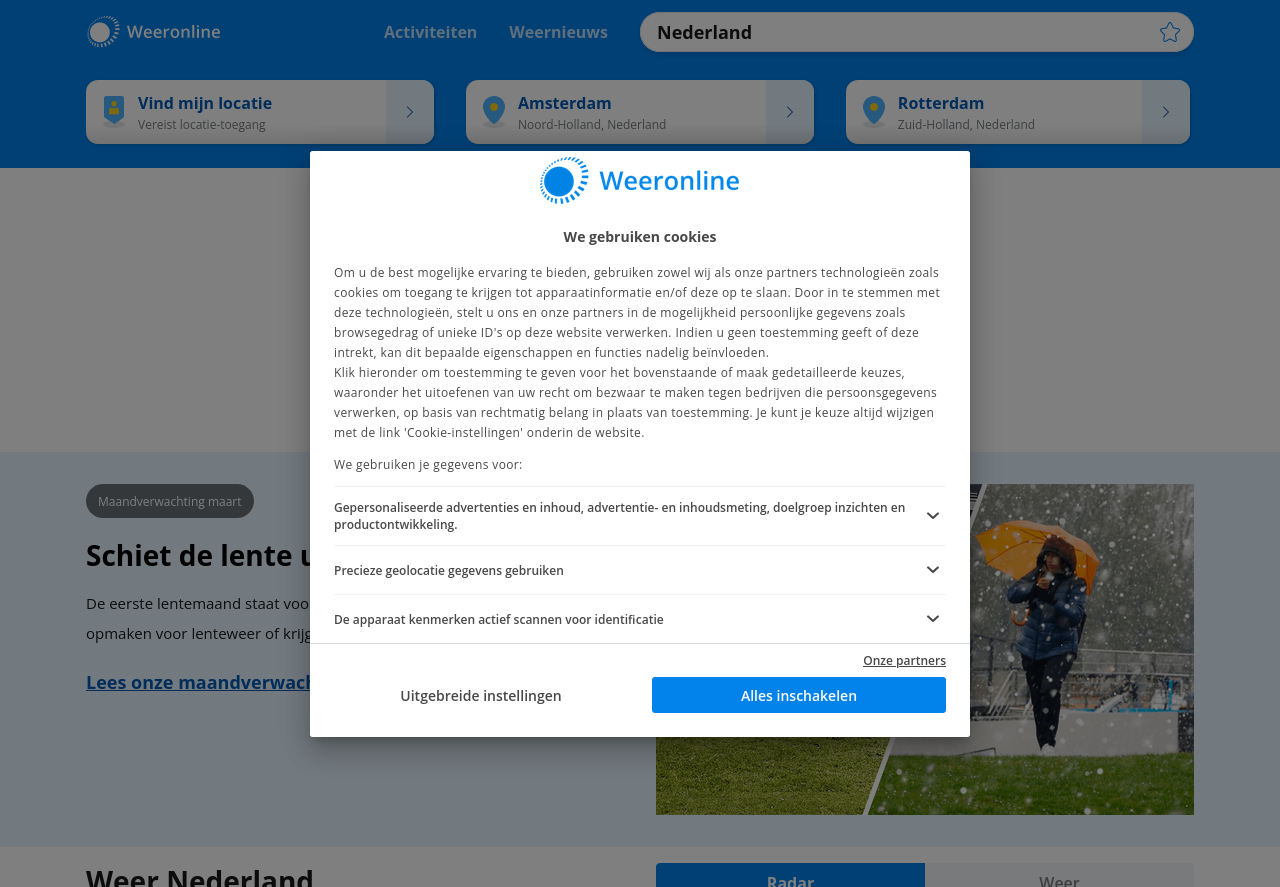 Weeronline
Activiteiten
Weernieuws
Nederland
Vind mijn locatie
Vereist locatie-toegang
Amsterdam
Noord-Holland, Nederland
Rotterdam
Zuid-Holland, Nederland
Weeronline
We gebruiken cookies
Om u de best mogelijke ervaring te bieden, gebruiken zowel wij als onze partners technologieën zoals
cookies om toegang te krijgen tot apparaatinformatie en/of deze op te slaan. Door in te stemmen met
deze technologieën, stelt u ons en onze partners in de mogelijkheid persoonlijke gegevens zoals
browsegedrag of unieke ID's op deze website verwerken. Indien u geen toestemming geeft of deze
intrekt, kan dit bepaalde eigenschappen en functies nadelig beïnvloeden.
Klik hieronder om toestemming te geven voor het bovenstaande of maak gedetailleerde keuzes,
waaronder het uitoefenen van uw recht om bezwaar te maken tegen bedrijven die persoonsgegevens
verwerken, op basis van rechtmatig belang in plaats van toestemming. Je kunt je keuze altijd wijzigen
met de link 'Cookie-instellingen' onderin de website.
We gebruiken je gegevens voor:
Gepersonaliseerde advertenties en inhoud, advertentie- en inhoudsmeting, doelgroep inzichten en
productontwikkeling.
Precieze geolocatie gegevens gebruiken
De apparaat kenmerken actief scannen voor identificatie
Onze partners
Uitgebreide instellingen
Alles inschakelen
Maandverwachting maart
Schiet de lente
De eerste lentemaand staat
opmaken voor lenteweer of
Lees onze
Weer Nederland
Radar
Weer